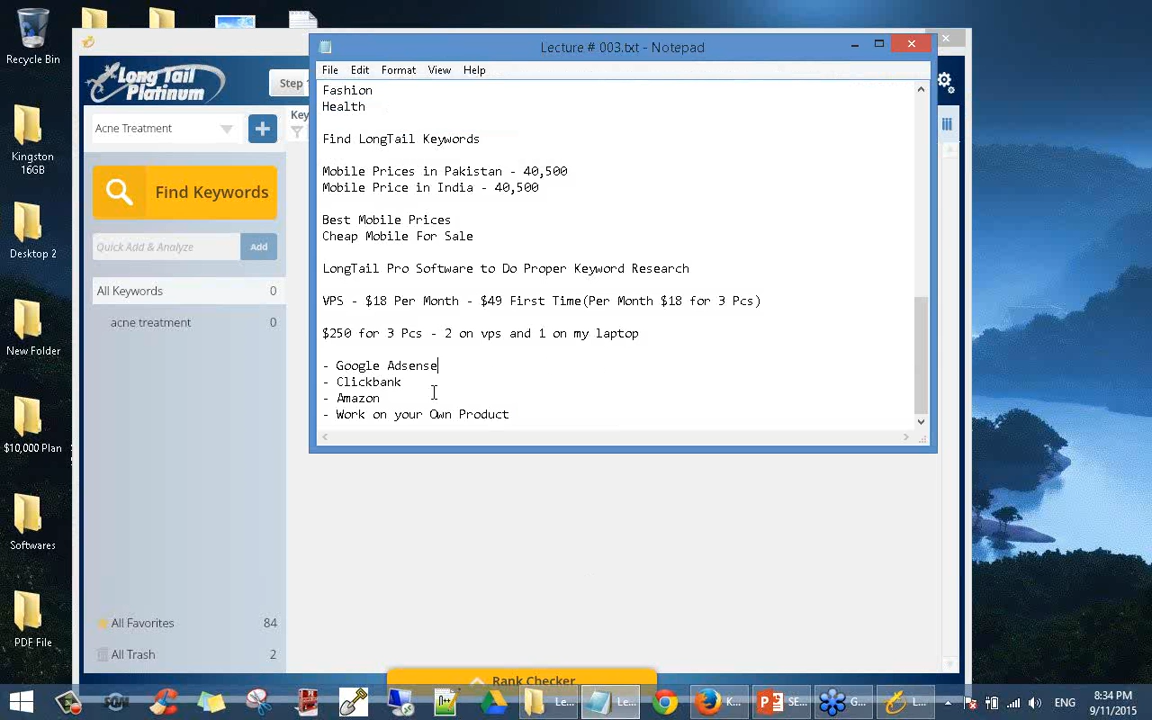 Recycle Bin
Kingston
16GB
Desktop 2
New Folder
$10,000 Plan
Softwares
PDF File
Long Tail
Platinum
Step
Acne Treatment
Find Keywords
Quick Add & Analyze
Add
All Keywords 0
acne treatment 0
All Favorites 84
All Trash 2
Key
Lecture # 003.txt - Notepad
File Edit Format View Help
Fashion
Health
Find LongTail Keywords
Mobile Prices in Pakistan - 40,500
Mobile Price in India - 40,500
Best Mobile Prices
Cheap Mobile For Sale
LongTail Pro Software to Do Proper Keyword Research
VPS - $18 Per Month - $49 First Time(Per Month $18 for 3 Pcs)
$250 for 3 Pcs - 2 on vps and 1 on my laptop
- Google Adsense
- Clickbank
- Amazon
- Work on your Own Product
Rank Checker
Le...
Le...
K...
SE...
G...
L...
ENG
8:34 PM
9/11/2015